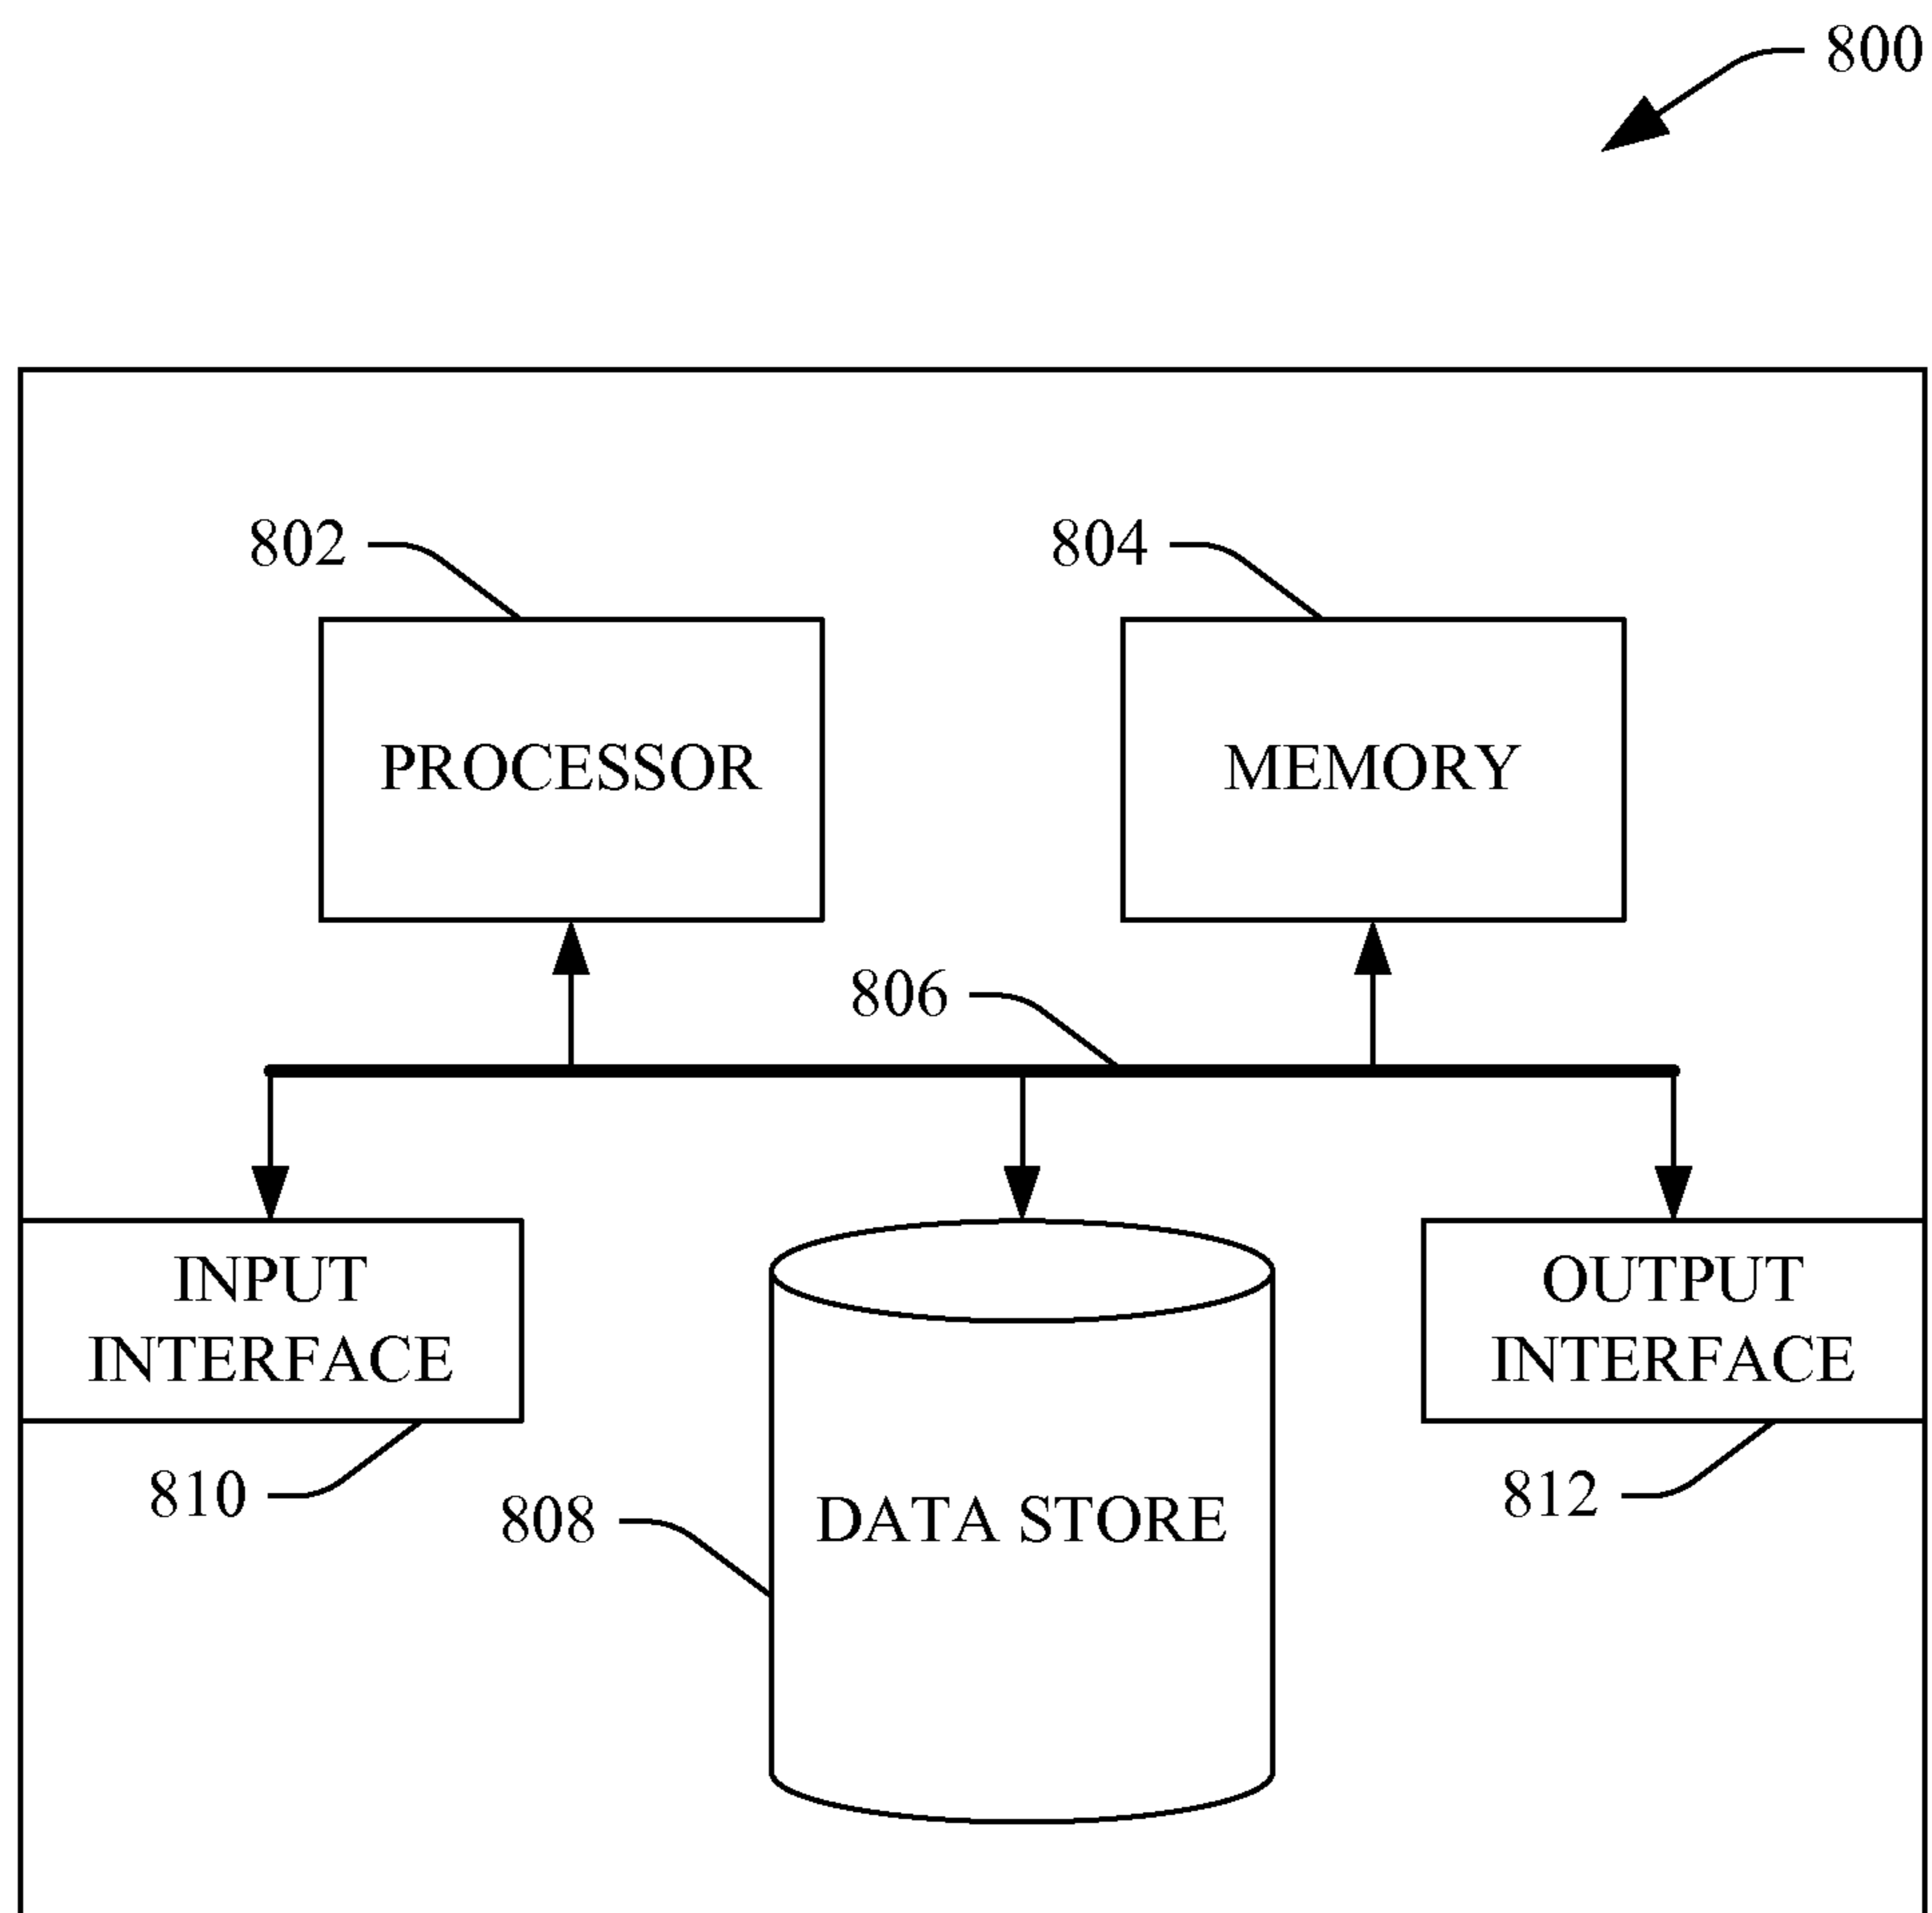 800
802
804
PROCESSOR
MEMORY
806
INPUT
INTERFACE
OUTPUT
INTERFACE
810
808
DATA STORE
812